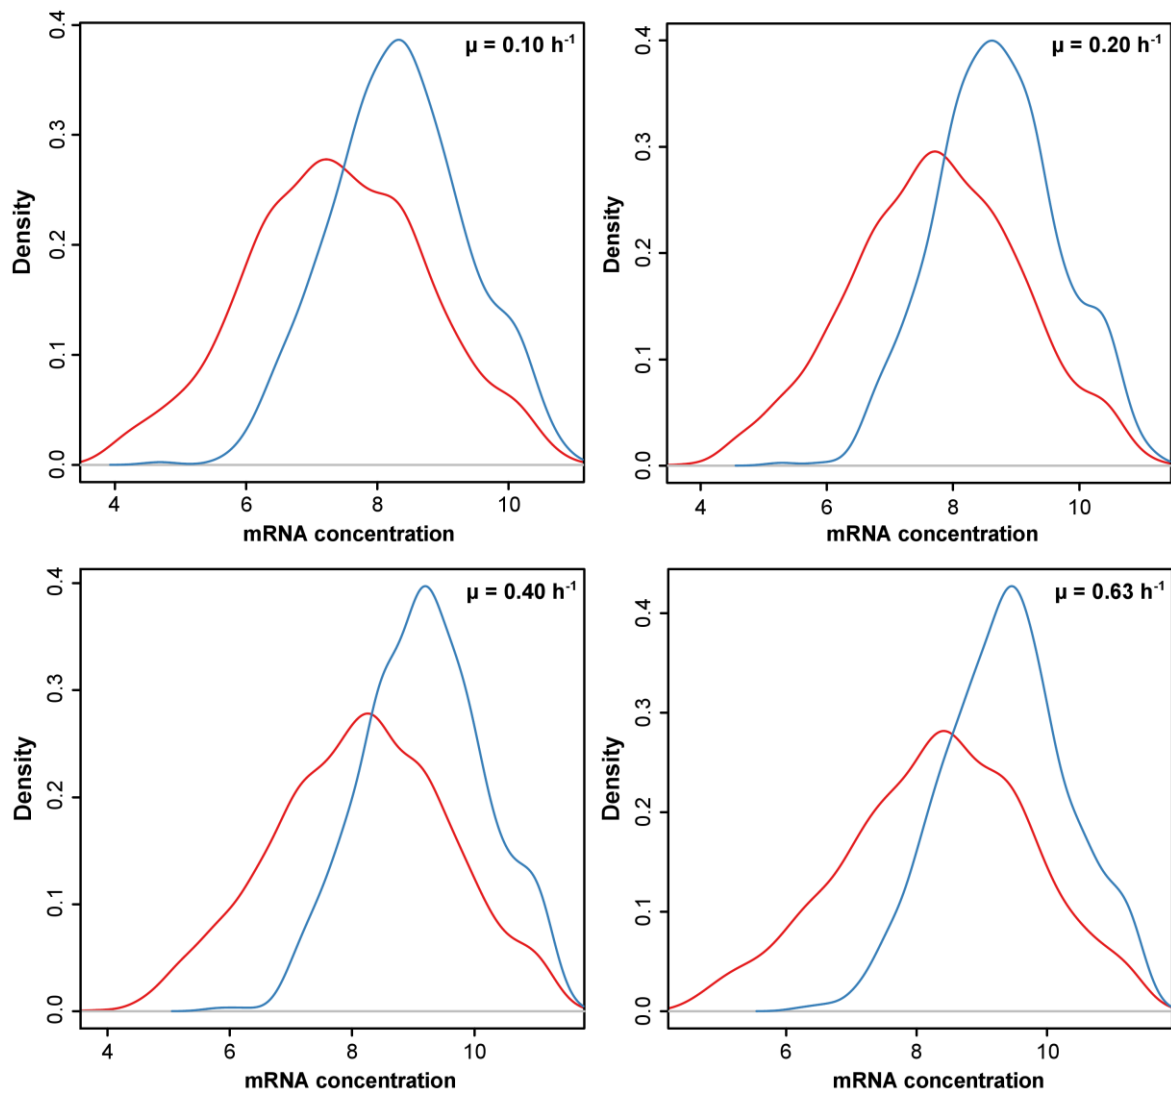 μ = 0.10 h⁻¹
Density
0.0 0.1 0.2 0.3 0.4
4 6 8 10
mRNA concentration
μ = 0.20 h⁻¹
Density
0.0 0.1 0.2 0.3 0.4
4 6 8 10
mRNA concentration
μ = 0.40 h⁻¹
Density
0.0 0.1 0.2 0.3 0.4
4 6 8 10
mRNA concentration
μ = 0.63 h⁻¹
Density
0.0 0.1 0.2 0.3 0.4
6 8 10
mRNA concentration